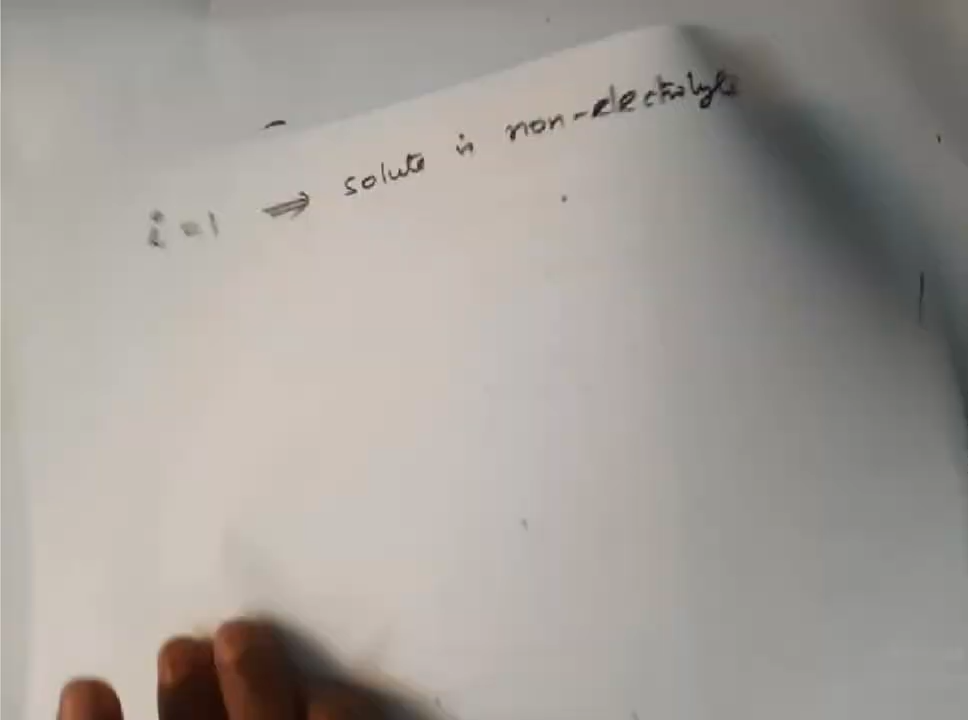 i = 1 ⇒ solute is non-electrolyte